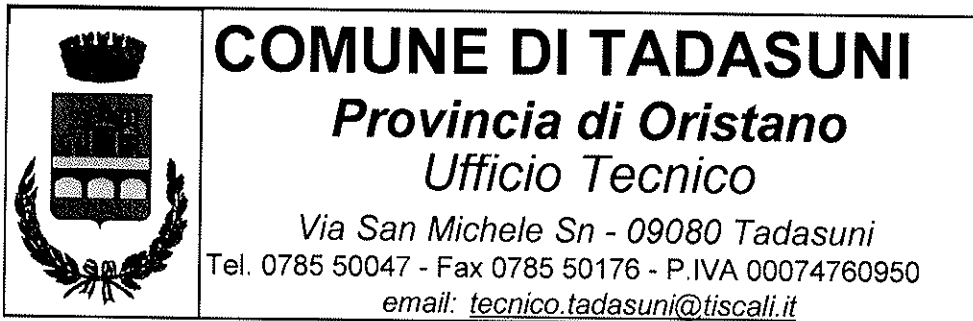 COMUNE DI TADASUNI
Provincia di Oristano
Ufficio Tecnico
Via San Michele Sn - 09080 Tadasuni
Tel. 0785 50047 - Fax 0785 50176 - P.IVA 00074760950
email: tecnico.tadasuni@tiscali.it